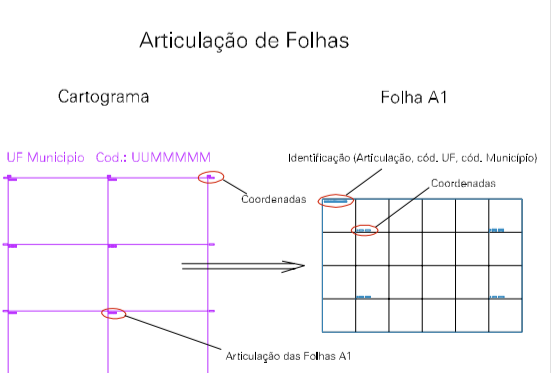 Articulação de Folhas
Cartograma
Folha A1
UF Municipio Cod.: UUMMMMM
Identificação (Articulação, cód. UF, cód. Município)
Coordenadas
Coordenadas
Articulação das Folhas A1